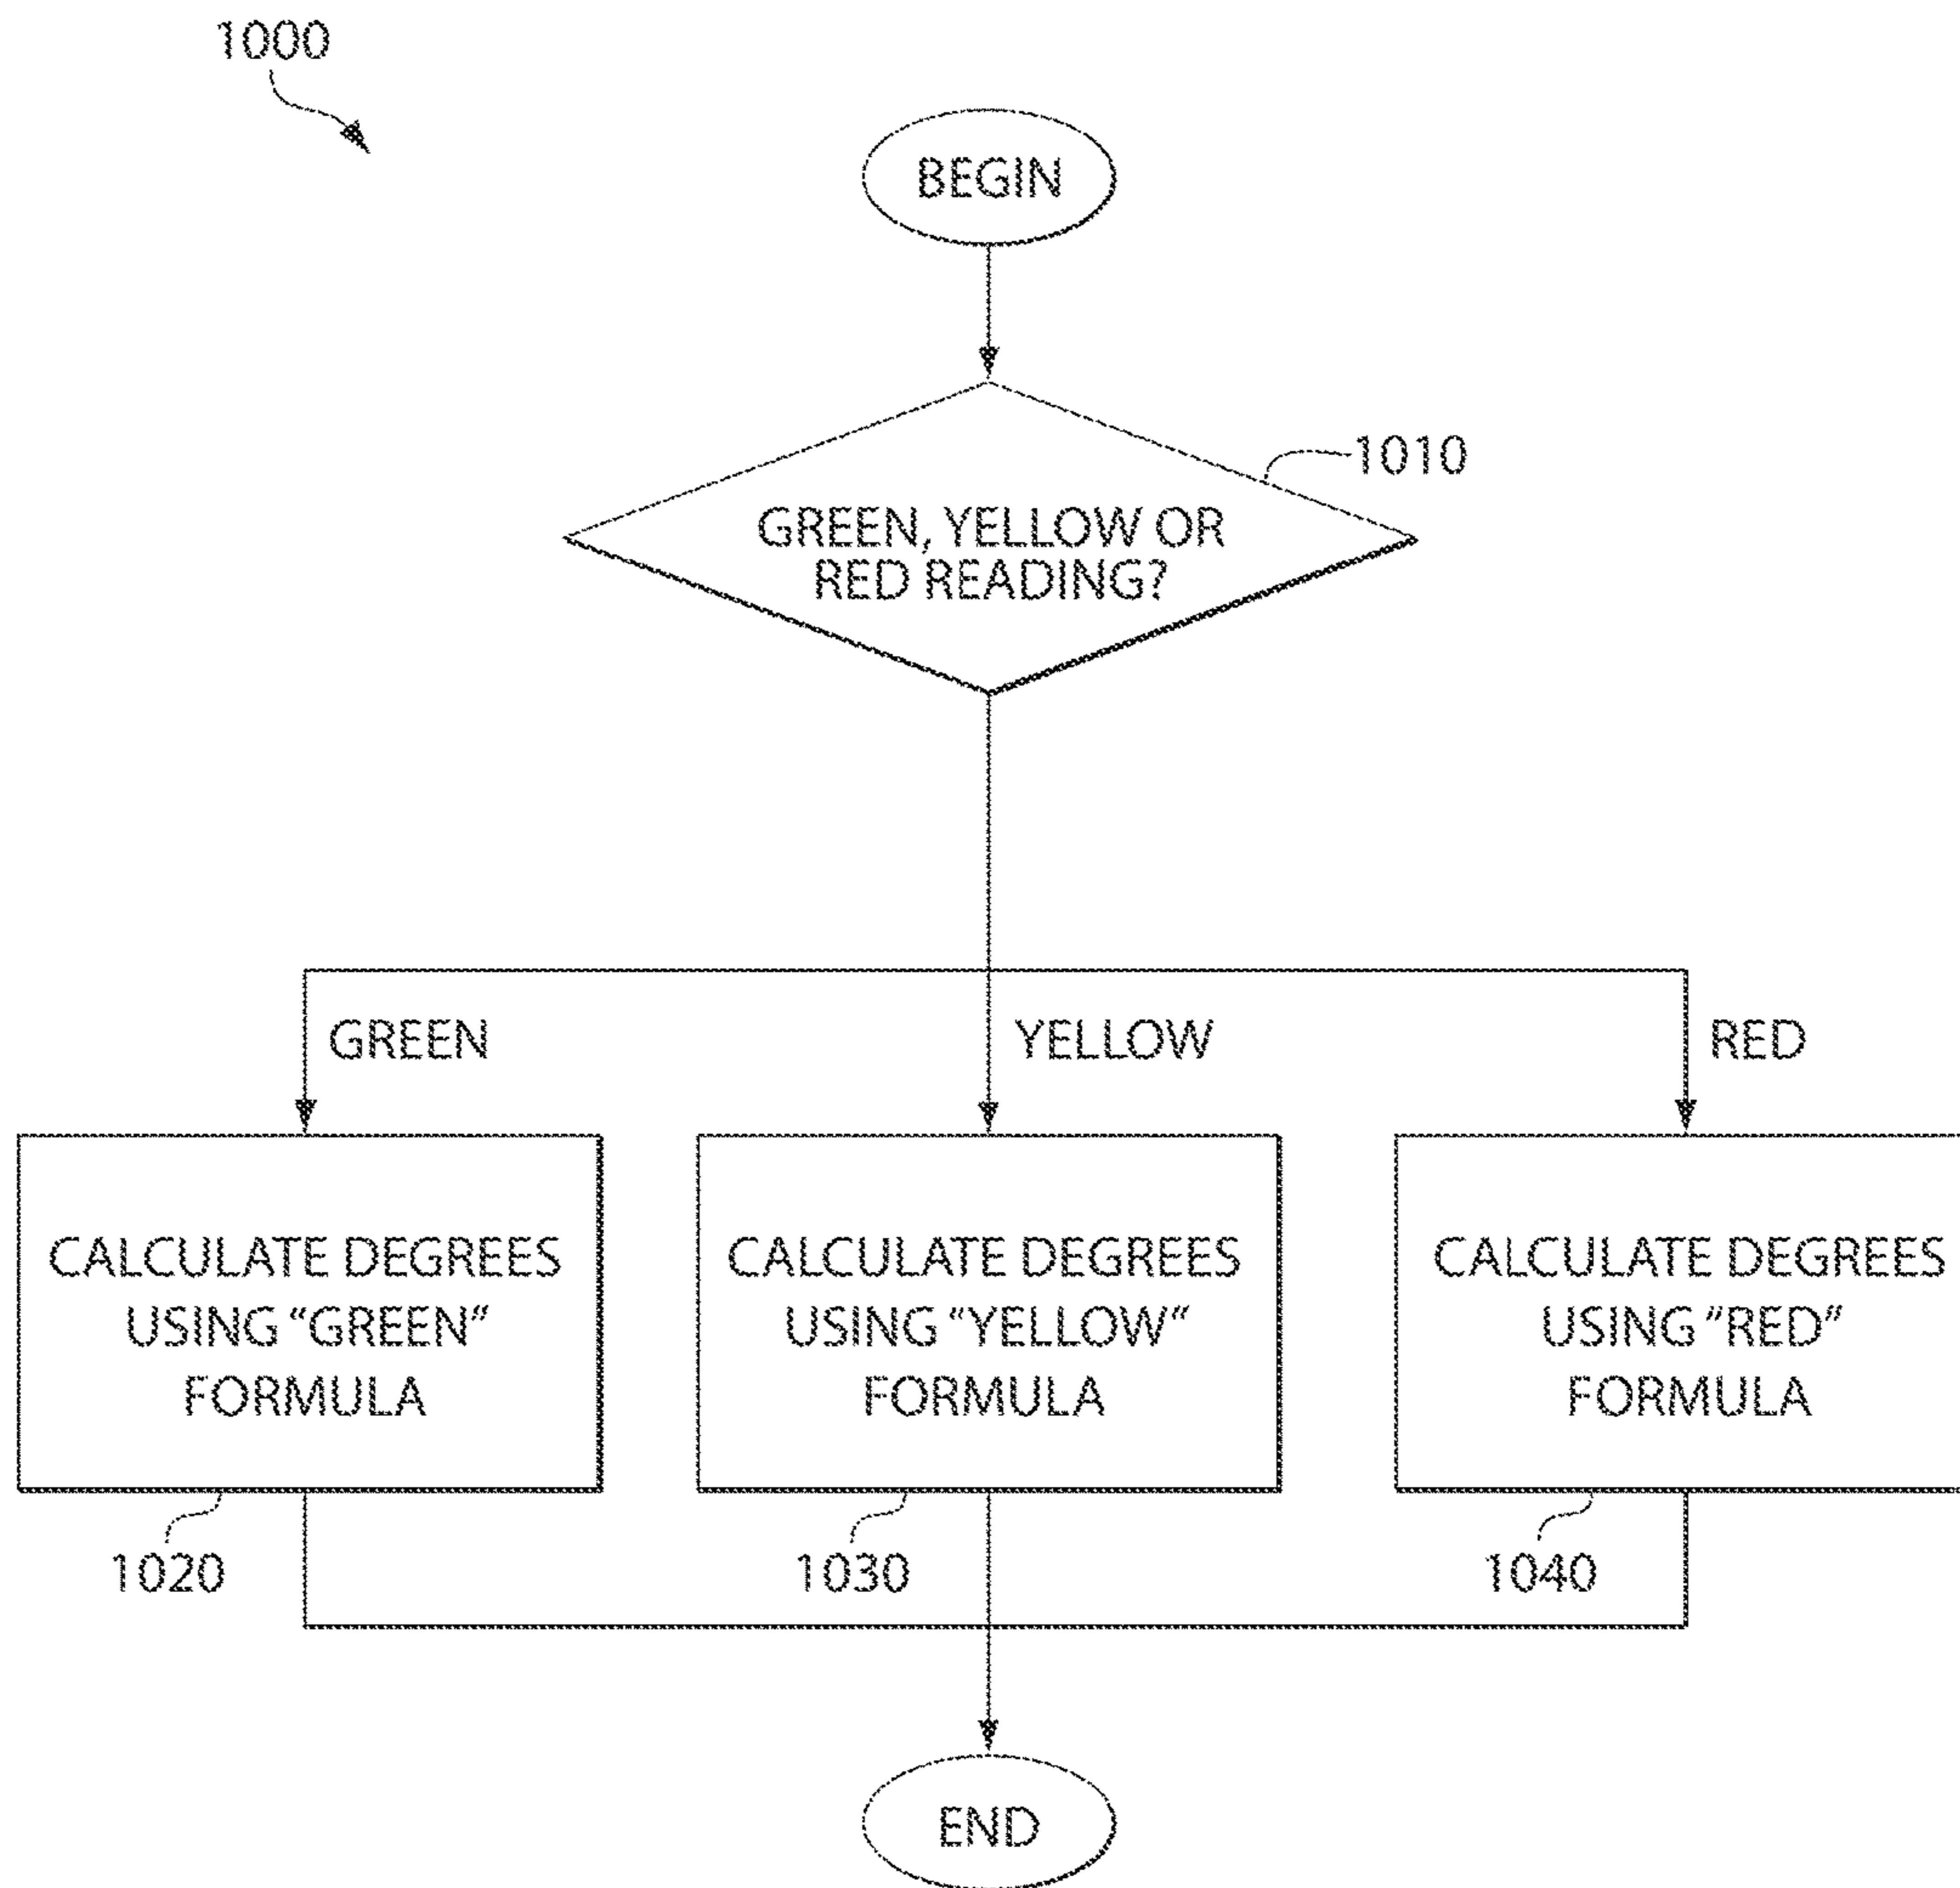 1000
BEGIN
1010
GREEN, YELLOW OR
RED READING?
GREEN
YELLOW
RED
CALCULATE DEGREES
USING “GREEN”
FORMULA
CALCULATE DEGREES
USING “YELLOW“
FORMULA
CALCULATE DEGREES
USING ”RED”
FORMULA
1020
1030
1040
END